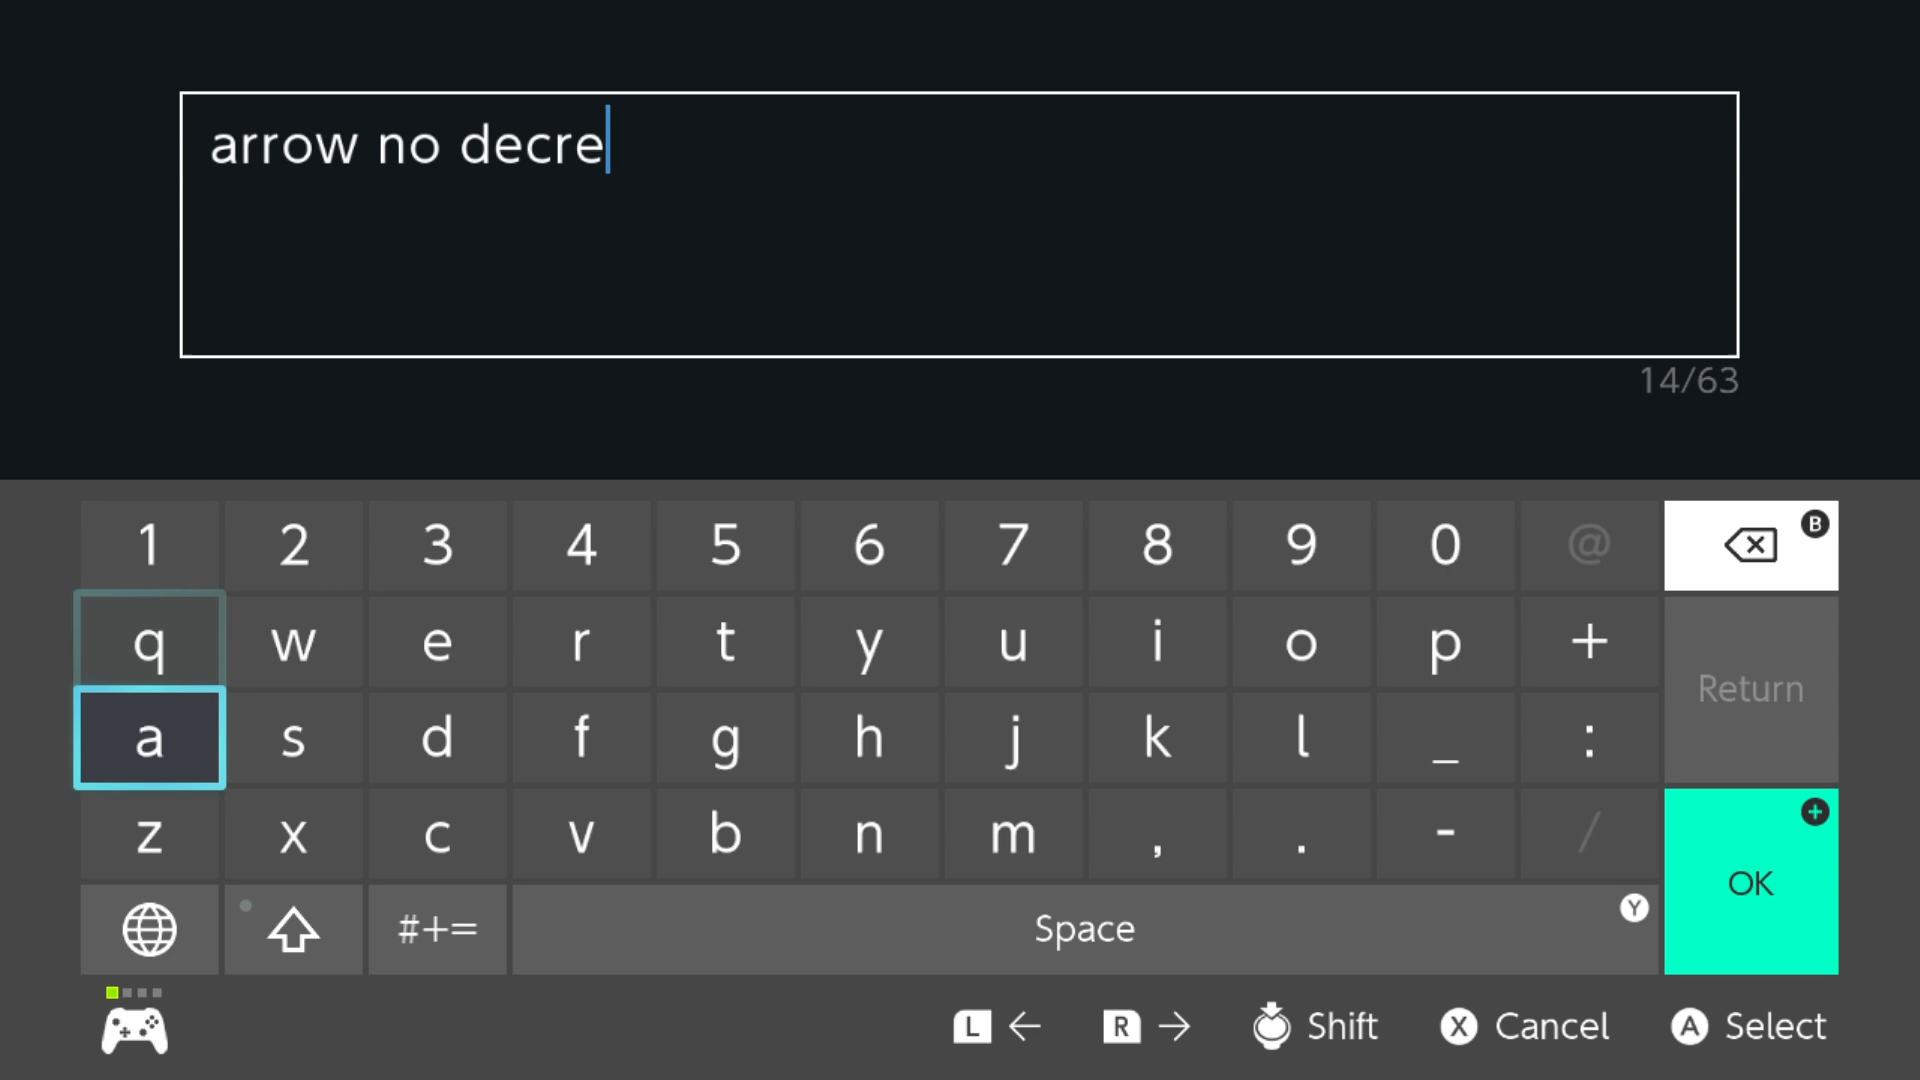 arrow no decre
14/63
1 2 3 4 5 6 7 8 9 0 @ B
q w e r t y u i o p + Return
a s d f g h j k l _ :
z x c v b n m , . - / + OK
#+= Space Y
L ← R → Shift X Cancel A Select